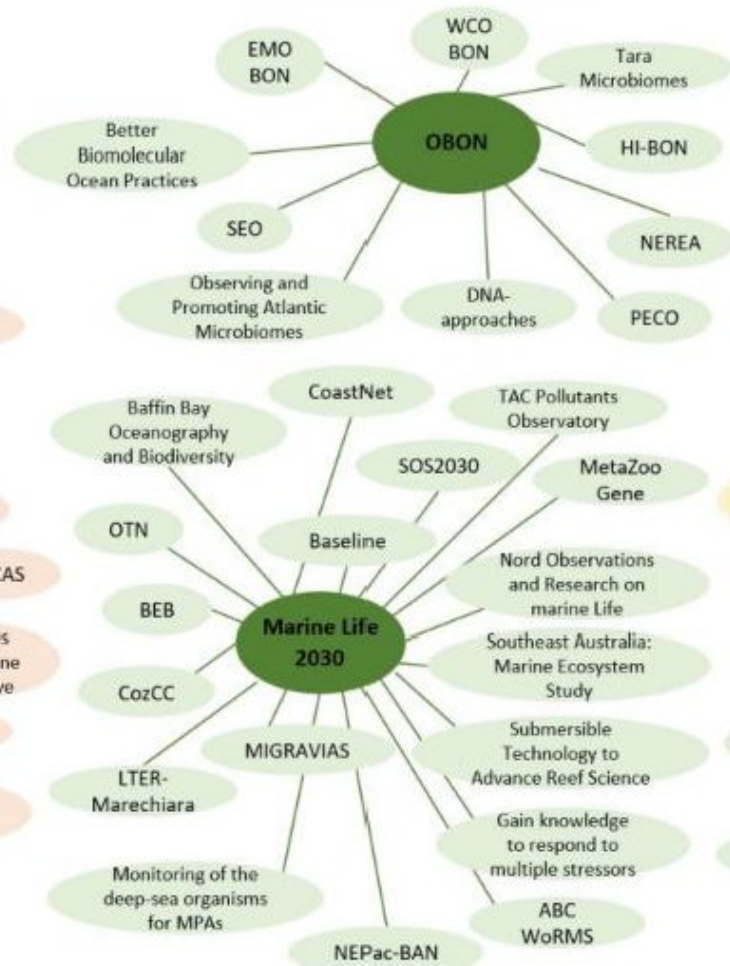 EMO
BON
WCO
BON
Tara
Microbiomes
Better
Biomolecular
Ocean Practices
OBON
HI-BON
SEO
NEREA
Observing and
Promoting Atlantic
Microbiomes
DNA-
approaches
PECO
Baffin Bay
Oceanography
and Biodiversity
CoastNet
TAC Pollutants
Observatory
SOS2030
MetaZoo
Gene
OTN
Baseline
Nord Observations
and Research on
marine Life
BEB
Marine Life
2030
Southeast Australia:
Marine Ecosystem
Study
CozCC
MIGRAVIAS
Submersible
Technology to
Advance Reef Science
LTER-
Marechiara
Gain knowledge
to respond to
multiple stressors
Monitoring of the
deep-sea organisms
for MPAs
ABC
WoRMS
NEPac-BAN